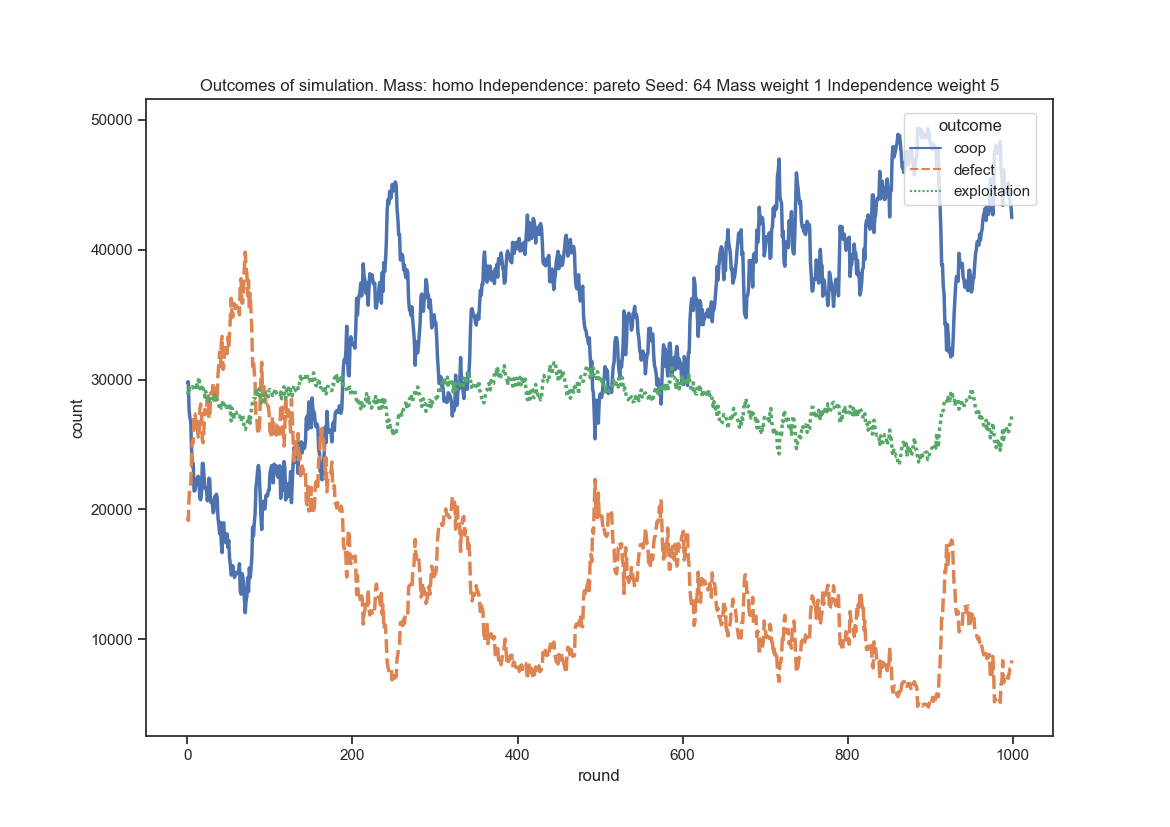 Outcomes of simulation. Mass: homo Independence: pareto Seed: 64 Mass weight 1 Independence weight 5
50000
40000
30000
20000
10000
count
outcome
coop
defect
exploitation
0
200
400
600
800
1000
round